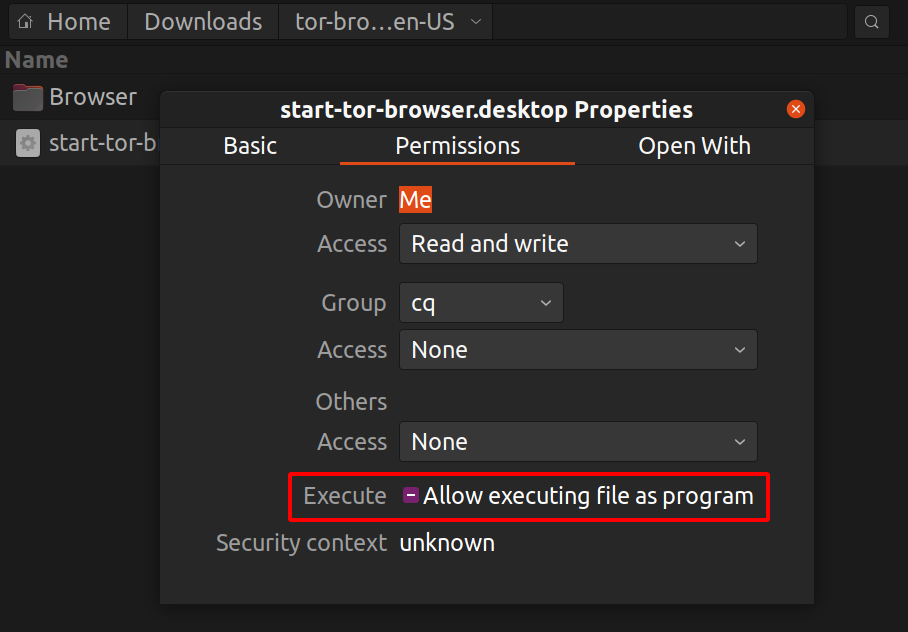 Home Downloads tor-bro...en-US
Name
Browser
start-tor-b
start-tor-browser.desktop Properties
Basic Permissions Open With
Owner Me
Access Read and write
Group cq
Access None
Others
Access None
Execute Allow executing file as program
Security context unknown